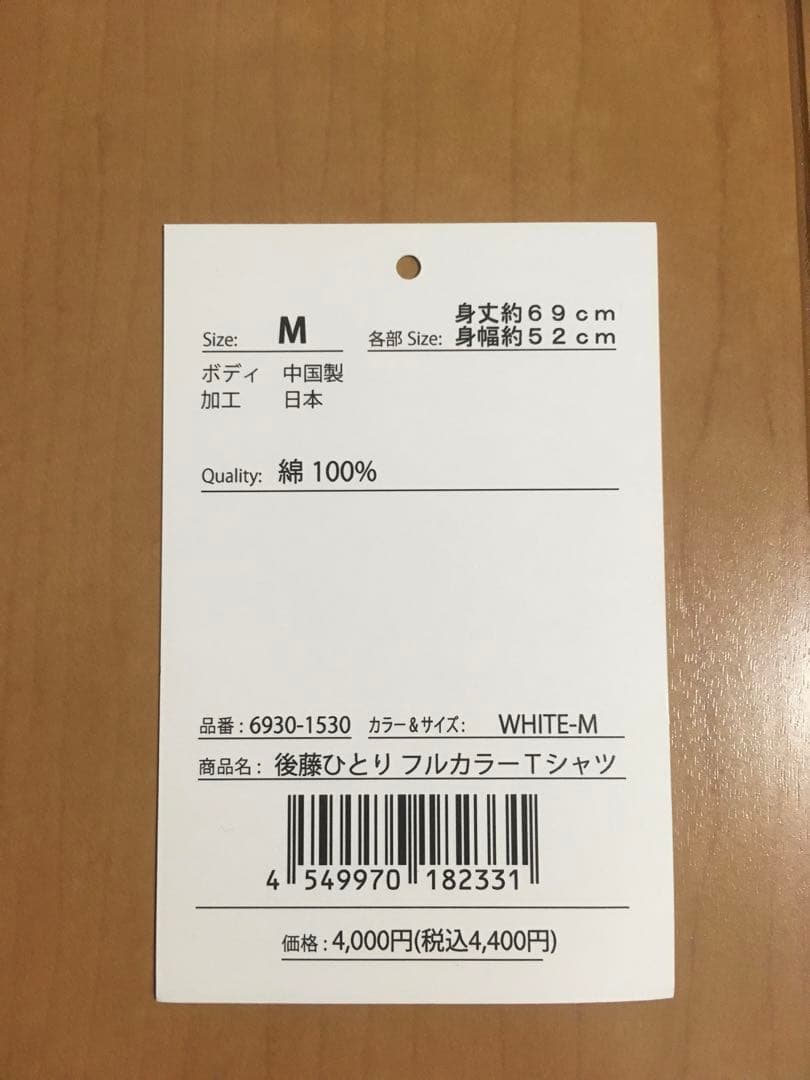 Size: M 各部 Size: 身丈約69cm
身幅約52cm
ボディ 中国製
加工 日本
Quality: 綿 100%
品番 : 6930-1530 カラー&サイズ: WHITE-M
商品名 : 後藤ひとり フルカラーTシャツ
4 549970 182331
価格 : 4,000円(税込4,400円)